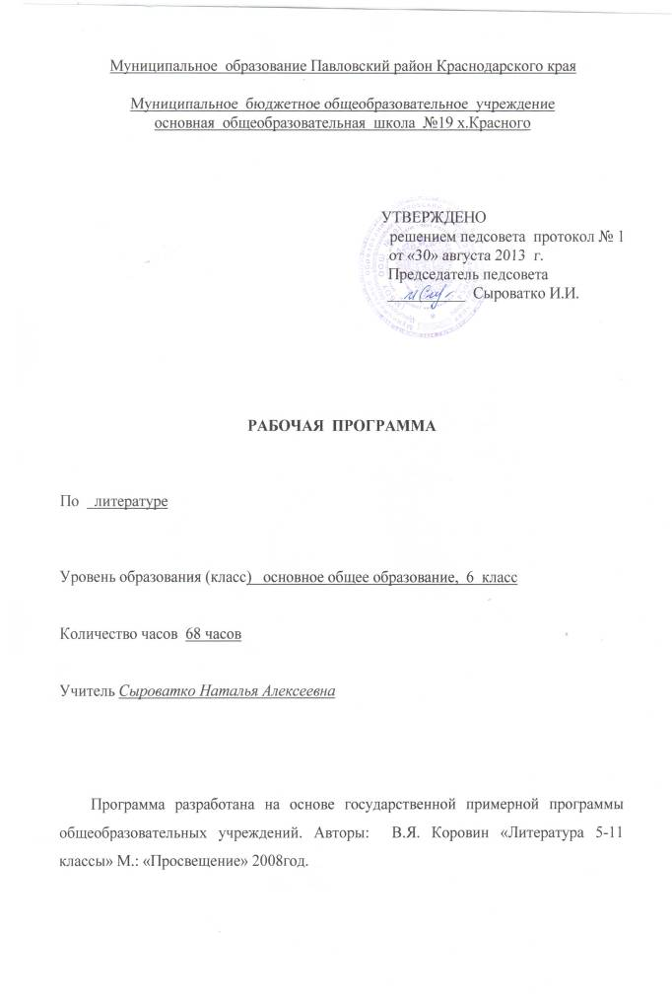 Муниципальное образование Павловский район Краснодарского края
Муниципальное бюджетное общеобразовательное учреждение
основная общеобразовательная школа №19 х.Красного
УТВЕРЖДЕНО
решением педсовета протокол № 1
от «30» августа 2013 г.
Председатель педсовета
__________ Сыроватко И.И.
РАБОЧАЯ ПРОГРАММА
По литературе
Уровень образования (класс) основное общее образование, 6 класс
Количество часов 68 часов
Учитель Сыроватко Наталья Алексеевна
Программа разработана на основе государственной примерной программы
общеобразовательных учреждений. Авторы: В.Я. Коровин «Литература 5-11
классы» М.: «Просвещение» 2008год.